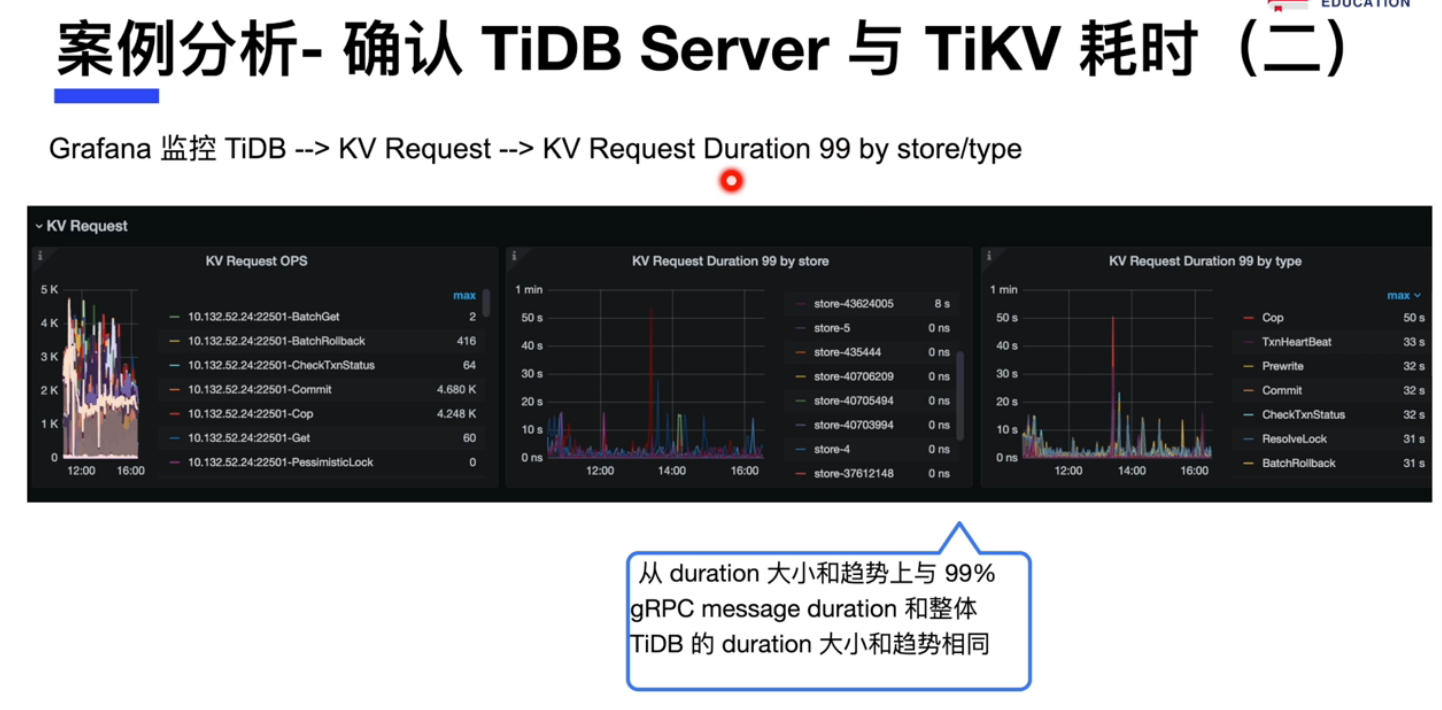 EDUCATION
案例分析- 确认 TiDB Server 与 TiKV 耗时（二）
Grafana 监控 TiDB --> KV Request --> KV Request Duration 99 by store/type
KV Request
KV Request OPS
5 K
4 K
3 K
2 K
1 K
0
12:00 16:00
max
10.132.52.24:22501-BatchGet 2
10.132.52.24:22501-BatchRollback 416
10.132.52.24:22501-CheckTxnStatus 64
10.132.52.24:22501-Commit 4.680 K
10.132.52.24:22501-Cop 4.248 K
10.132.52.24:22501-Get 60
10.132.52.24:22501-PessimisticLock 0
KV Request Duration 99 by store
1 min
50 s
40 s
30 s
20 s
10 s
0 ns
12:00 14:00 16:00
store-43624005 8 s
store-5 0 ns
store-435444 0 ns
store-40706209 0 ns
store-40705494 0 ns
store-40703994 0 ns
store-4 0 ns
store-37612148 0 ns
KV Request Duration 99 by type
1 min
50 s
40 s
30 s
20 s
10 s
0 ns
12:00 14:00 16:00
max
Cop 50 s
TxnHeartBeat 33 s
Prewrite 32 s
Commit 32 s
CheckTxnStatus 32 s
ResolveLock 31 s
BatchRollback 31 s
从 duration 大小和趋势上与 99%
gRPC message duration 和整体
TiDB 的 duration 大小和趋势相同